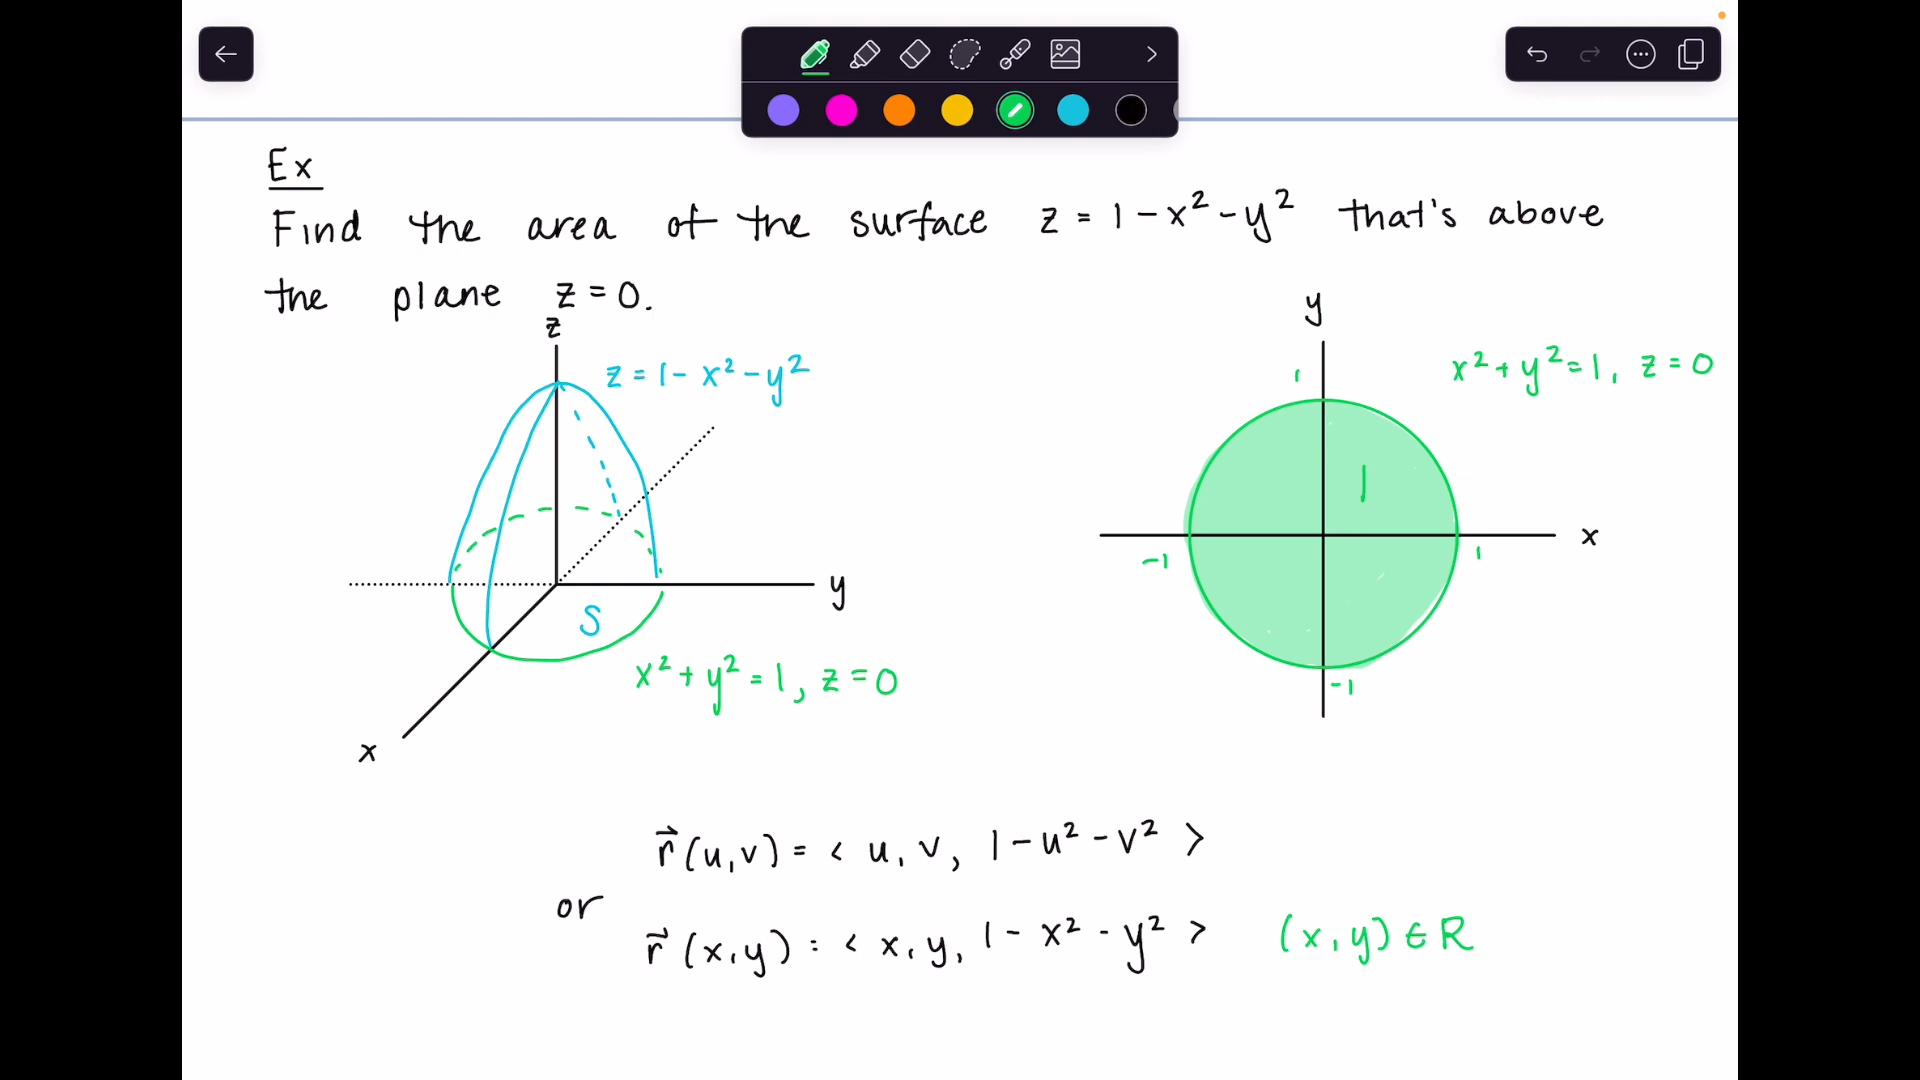 Ex
Find the area of the surface z = 1 - x² - y² that's above
the plane z = 0.
z
z = 1 - x² - y²
y
S
x² + y² = 1, z = 0
x
y
x² + y² = 1, z = 0
1
x
-1
1
-1
r⃗(u,v) = < u, v, 1 - u² - v² >
or
r⃗(x,y) = < x, y, 1 - x² - y² > (x,y) ∈ R